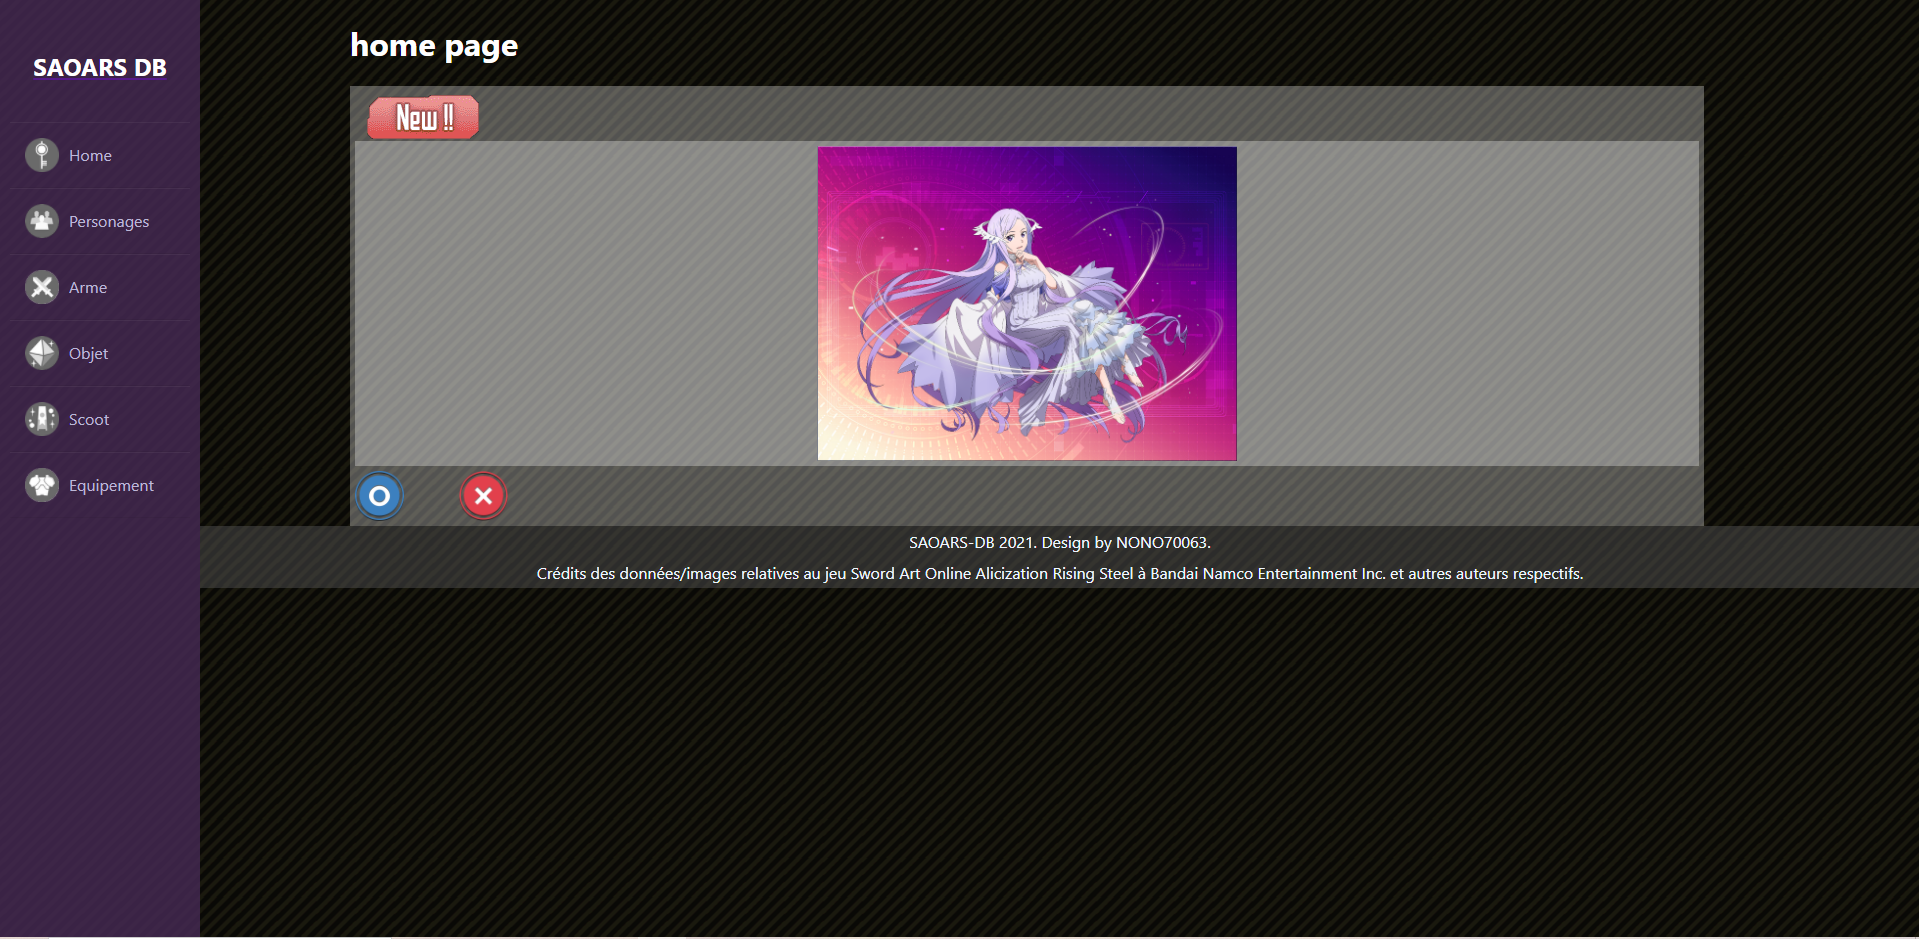 SAOARS DB
Home
Personages
Arme
Objet
Scoot
Equipement
home page
New !!
SAOARS-DB 2021. Design by NONO70063.
Crédits des données/images relatives au jeu Sword Art Online Alicization Rising Steel à Bandai Namco Entertainment Inc. et autres auteurs respectifs.